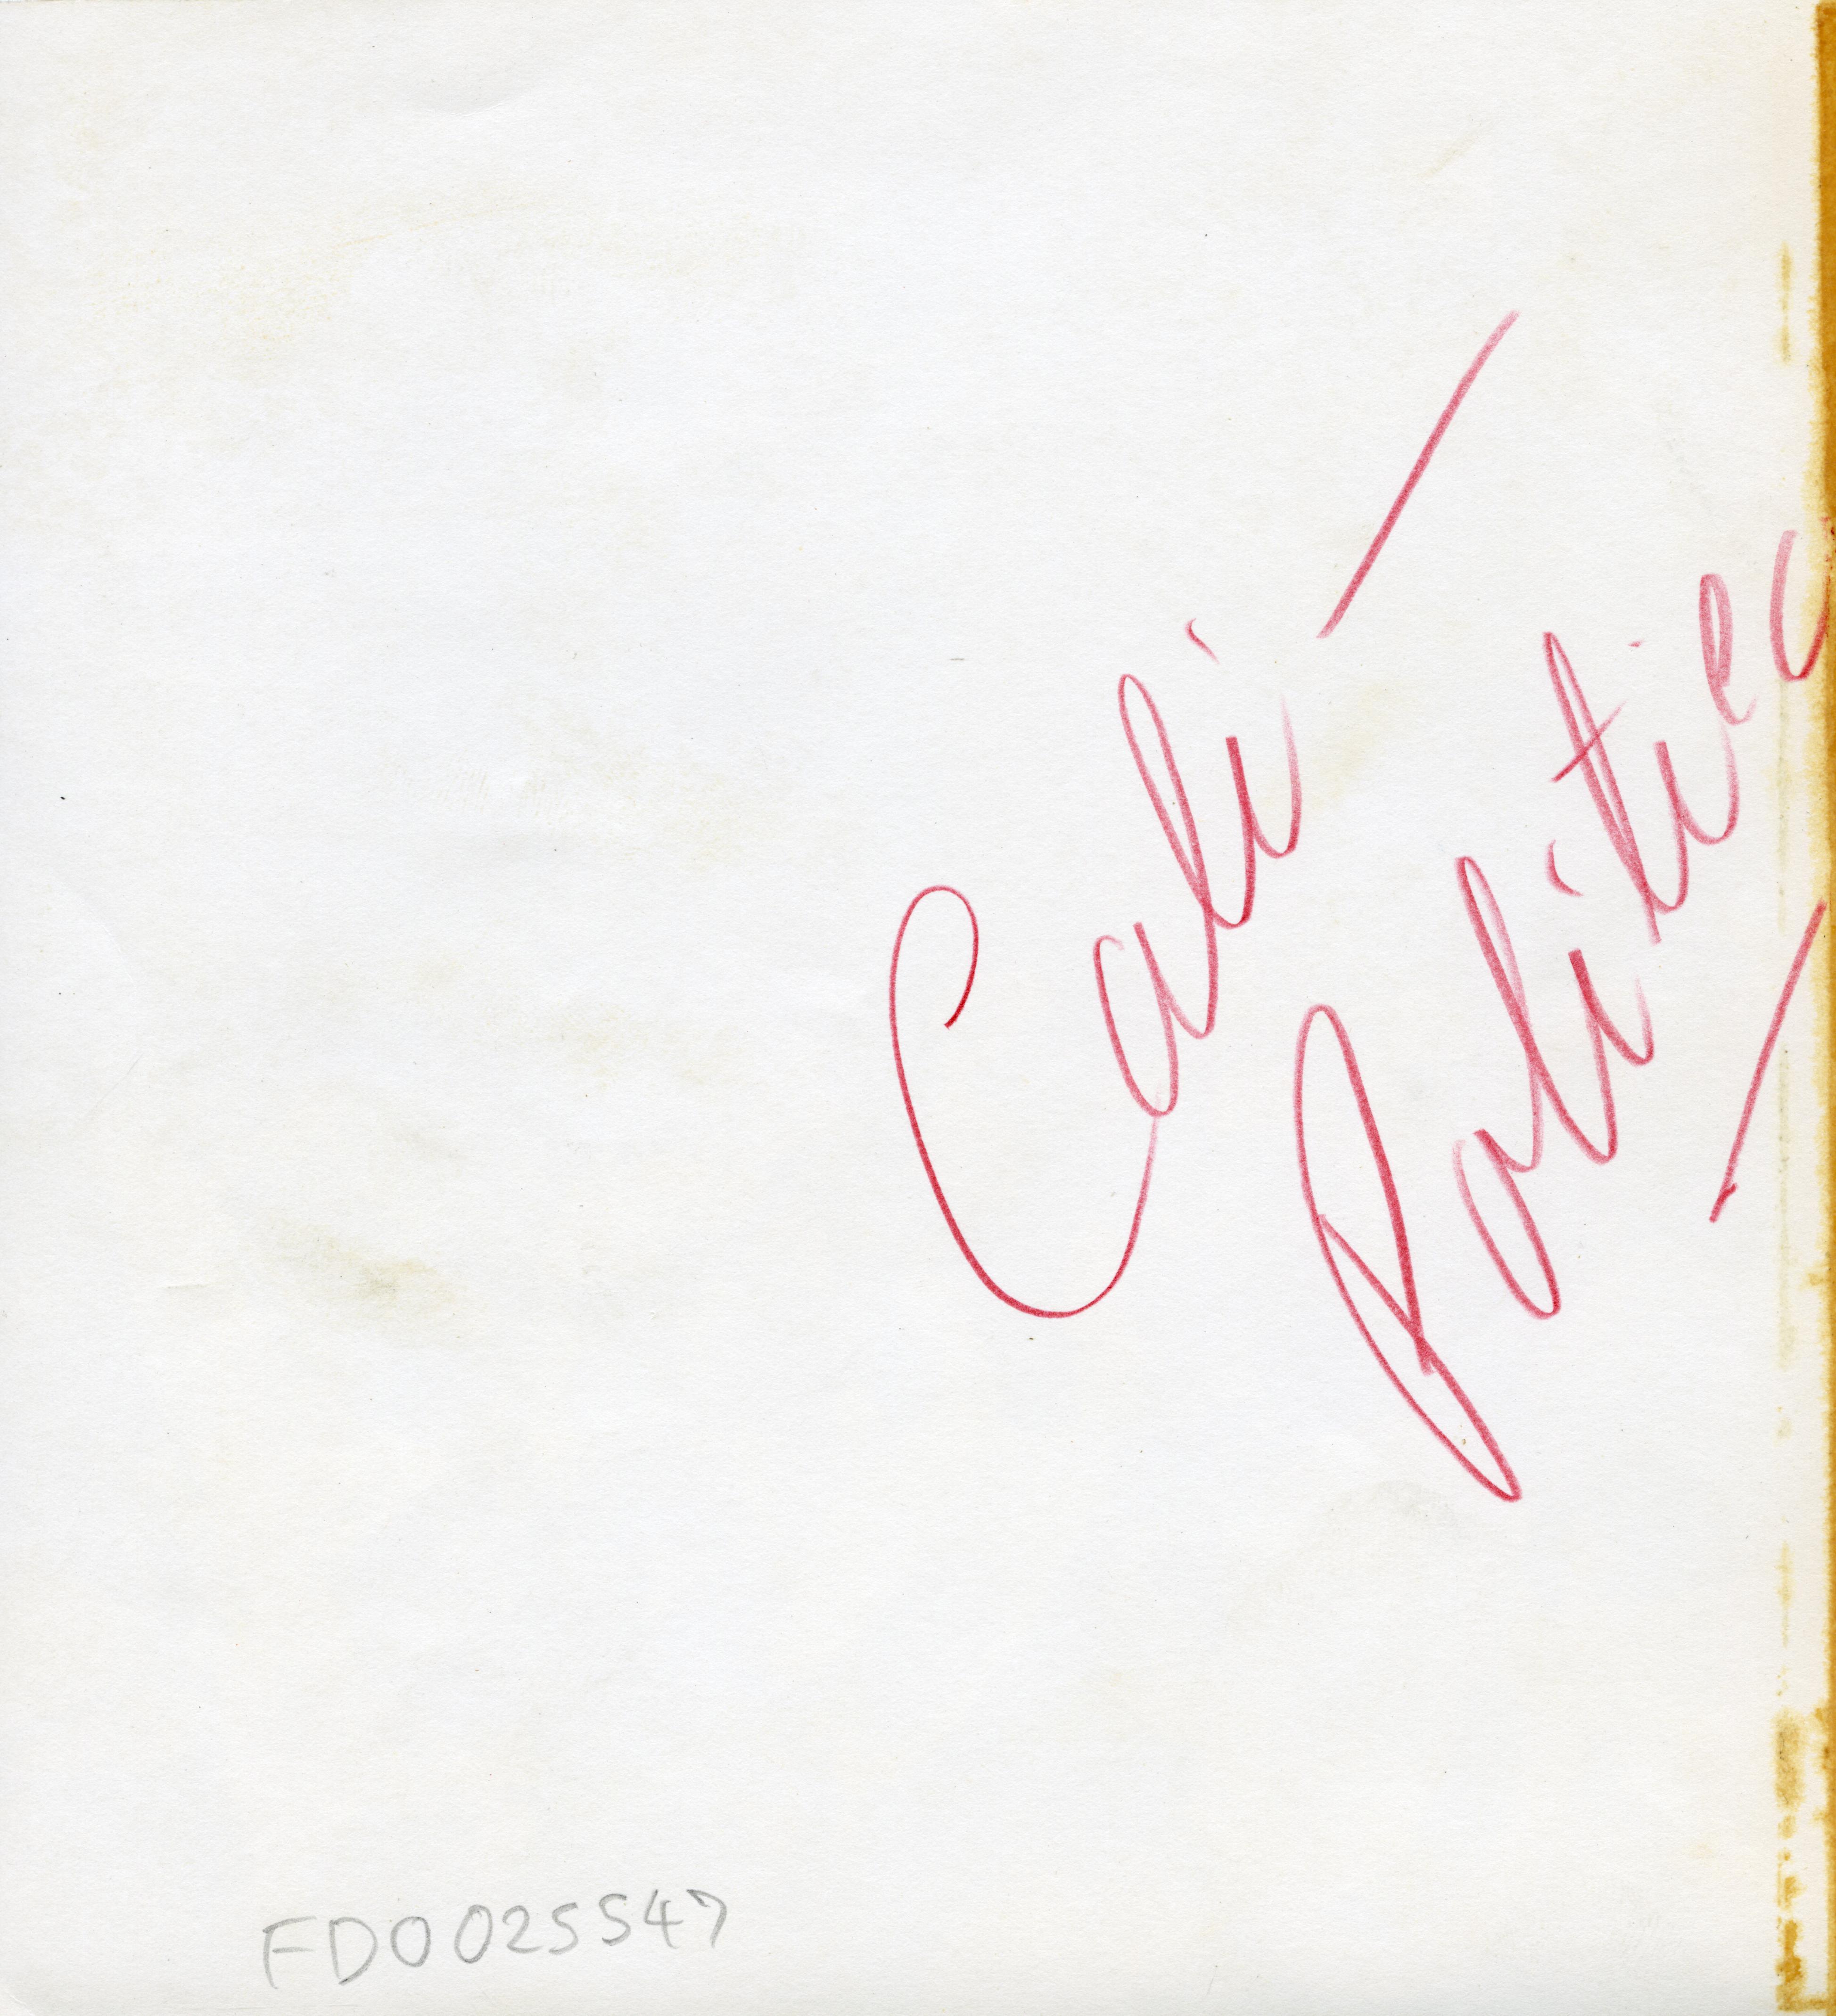 Cali -
Politica -
FD0025547